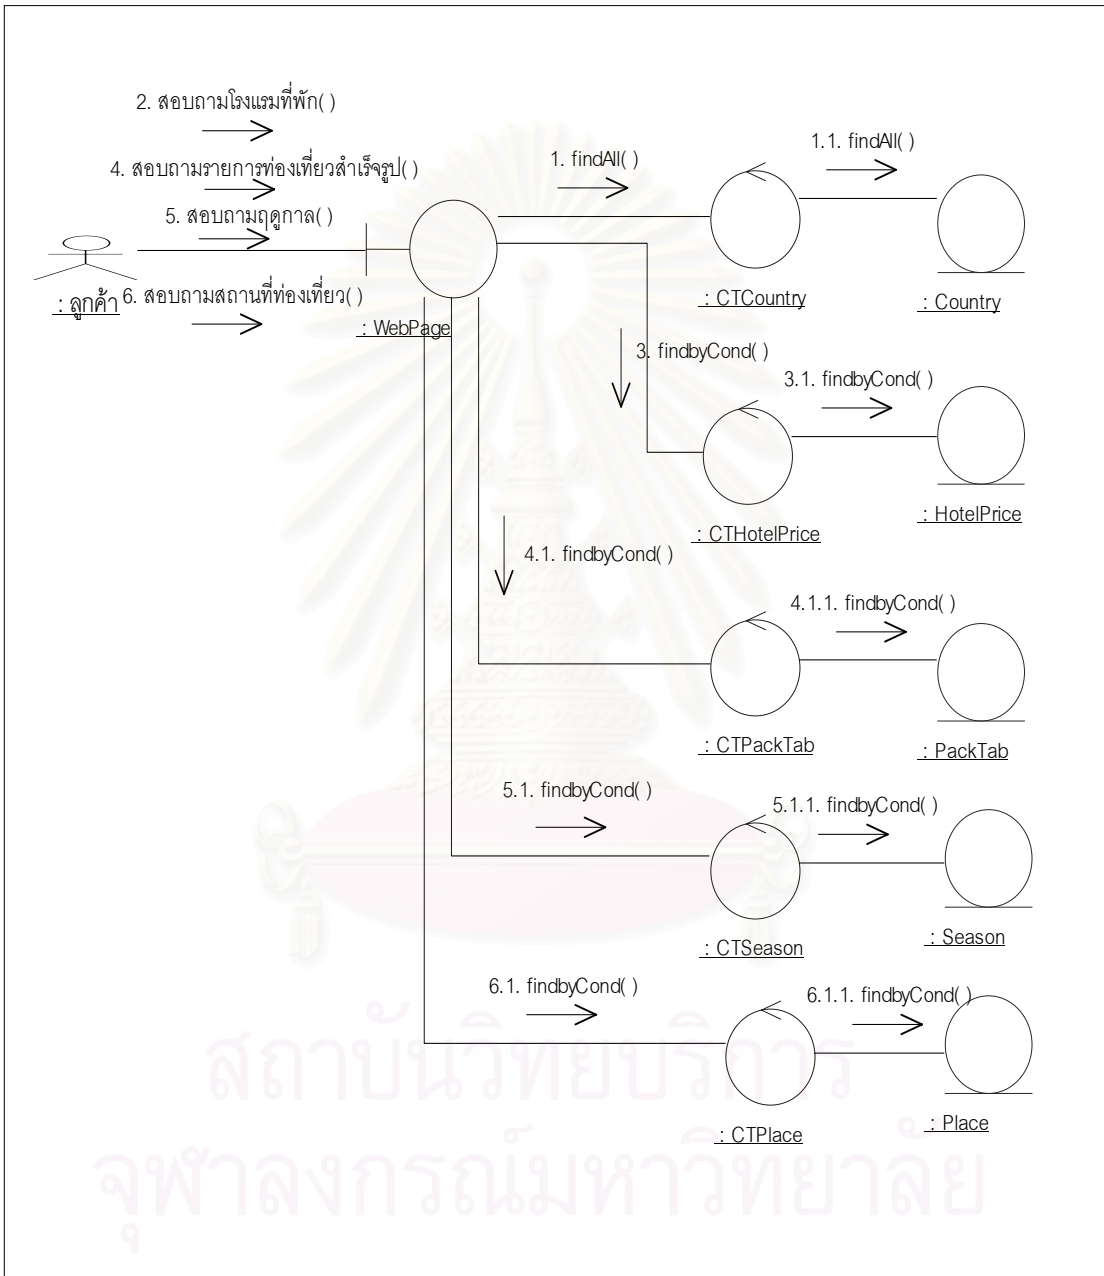 2. สอบถามโรงแรมที่พัก( )
4. สอบถามรายการท่องเที่ยวสำเร็จรูป( )
5. สอบถามฤดูกาล( )
6. สอบถามสถานที่ท่องเที่ยว( )
: ลูกค้า
: WebPage
1. findAll( )
1.1. findAll( )
: CTCountry
: Country
3. findbyCond( )
3.1. findbyCond( )
: CTHotelPrice
: HotelPrice
4.1. findbyCond( )
4.1.1. findbyCond( )
: CTPackTab
: PackTab
5.1. findbyCond( )
5.1.1. findbyCond( )
: CTSeason
: Season
6.1. findbyCond( )
6.1.1. findbyCond( )
: CTPlace
: Place
สถาบันวิทยบริการ
จุฬาลงกรณ์มหาวิทยาลัย